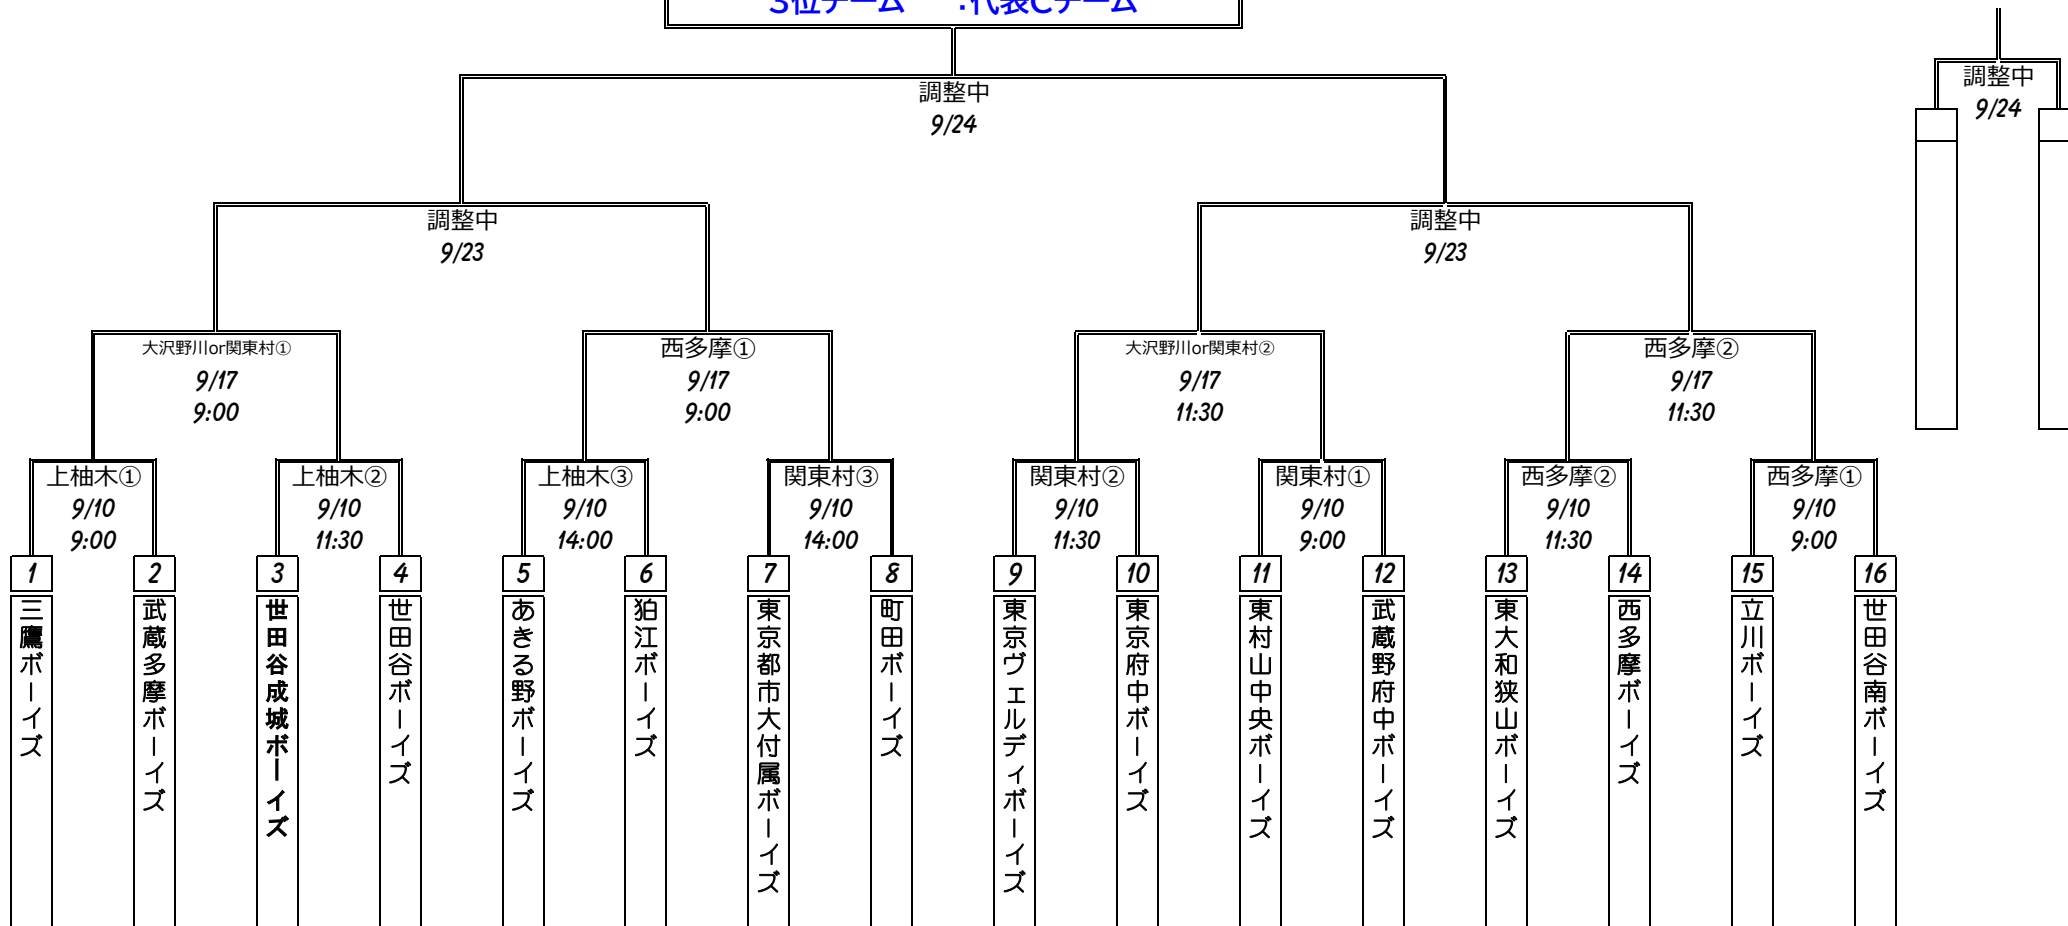 3位チーム　:代表Cチーム
調整中
9/24
調整中
9/24
調整中
9/23
調整中
9/23
大沢野川or関東村①
9/17
9:00
西多摩①
9/17
9:00
大沢野川or関東村②
9/17
11:30
西多摩②
9/17
11:30
上柚木①
9/10
9:00
上柚木②
9/10
11:30
上柚木③
9/10
14:00
関東村③
9/10
14:00
関東村②
9/10
11:30
関東村①
9/10
9:00
西多摩②
9/10
11:30
西多摩①
9/10
9:00
1
三鷹ボーイズ
2
武蔵多摩ボーイズ
3
世田谷成城ボーイズ
4
世田谷ボーイズ
5
あきる野ボーイズ
6
狛江ボーイズ
7
東京都市大付属ボーイズ
8
町田ボーイズ
9
東京ヴェルディボーイズ
10
東京府中ボーイズ
11
東村山中央ボーイズ
12
武蔵野府中ボーイズ
13
東大和狭山ボーイズ
14
西多摩ボーイズ
15
立川ボーイズ
16
世田谷南ボーイズ